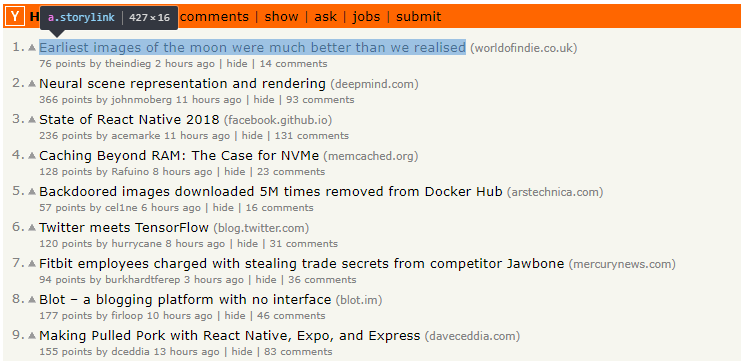 Y H a.storylink | 427 × 16 comments | show | ask | jobs | submit
1. Earliest images of the moon were much better than we realised (worldofindie.co.uk)
76 points by theindieg 2 hours ago | hide | 14 comments
2. Neural scene representation and rendering (deepmind.com)
366 points by johnmoberg 11 hours ago | hide | 93 comments
3. State of React Native 2018 (facebook.github.io)
236 points by acemarke 11 hours ago | hide | 131 comments
4. Caching Beyond RAM: The Case for NVMe (memcached.org)
128 points by Rafuino 8 hours ago | hide | 23 comments
5. Backdoored images downloaded 5M times removed from Docker Hub (arstechnica.com)
57 points by cel1ne 6 hours ago | hide | 16 comments
6. Twitter meets TensorFlow (blog.twitter.com)
120 points by hurrycane 8 hours ago | hide | 31 comments
7. Fitbit employees charged with stealing trade secrets from competitor Jawbone (mercurynews.com)
94 points by burkhardtferep 3 hours ago | hide | 36 comments
8. Blot – a blogging platform with no interface (blot.im)
177 points by firloop 10 hours ago | hide | 46 comments
9. Making Pulled Pork with React Native, Expo, and Express (daveceddia.com)
155 points by dceddia 13 hours ago | hide | 83 comments